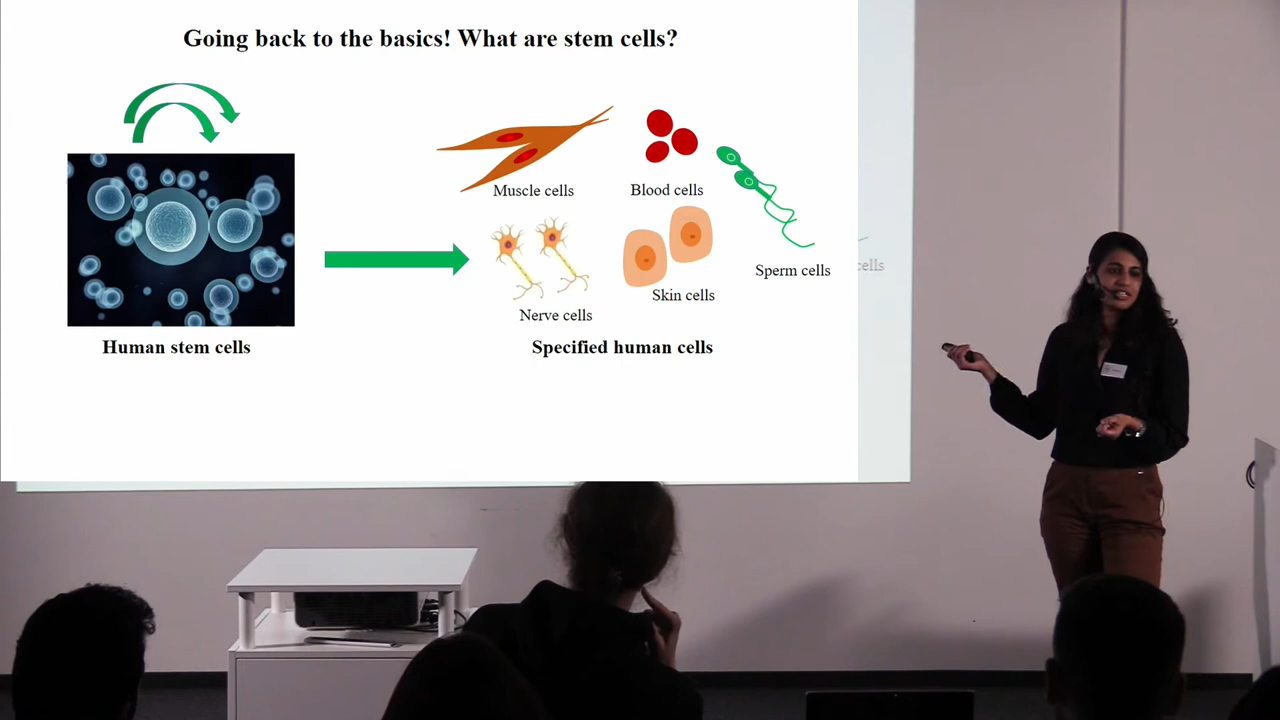 Going back to the basics! What are stem cells?
Muscle cells
Blood cells
Sperm cells
cells
Nerve cells
Skin cells
Human stem cells
Specified human cells